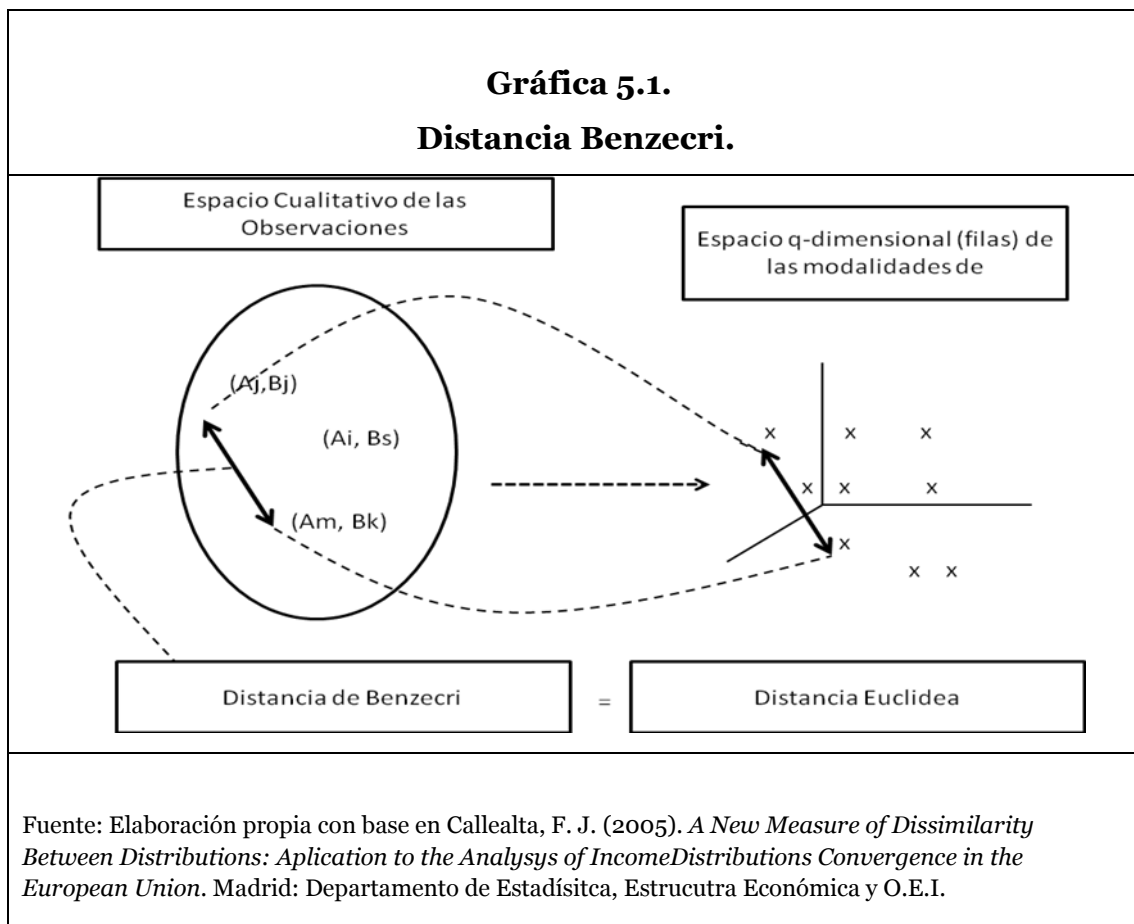 Gráfica 5.1.
Distancia Benzecri.
Espacio Cualitativo de las
Observaciones
Espacio q-dimensional (filas) de
las modalidades de
(Aj,Bj)
(Ai, Bs)
(Am, Bk)
x x x
x x x
x
x x
Distancia de Benzecri
=
Distancia Euclidea
Fuente: Elaboración propia con base en Callealta, F. J. (2005). A New Measure of Dissimilarity
Between Distributions: Aplication to the Analysys of IncomeDistributions Convergence in the
European Union. Madrid: Departamento de Estadísitca, Estrucutra Económica y O.E.I.